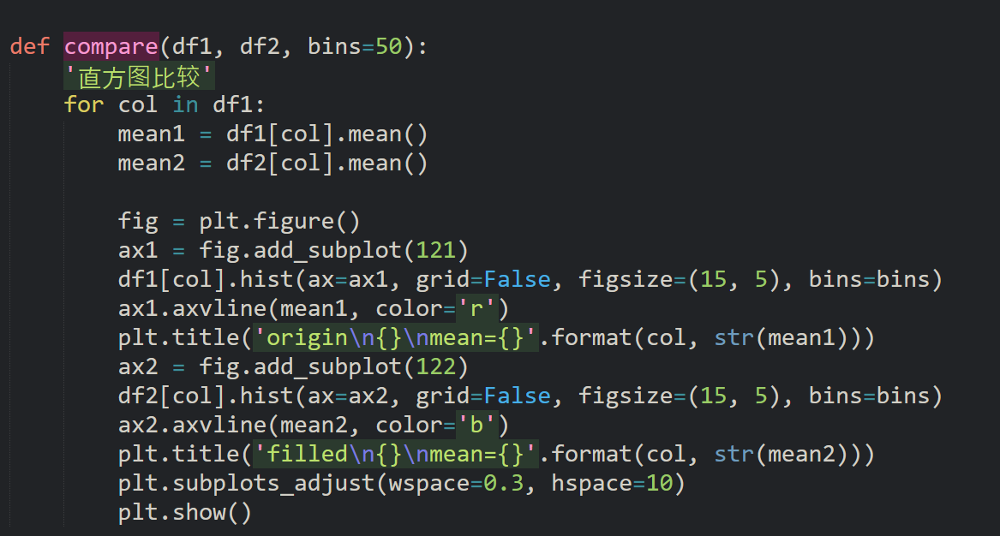 def compare(df1, df2, bins=50):
    '直方图比较'
    for col in df1:
        mean1 = df1[col].mean()
        mean2 = df2[col].mean()

        fig = plt.figure()
        ax1 = fig.add_subplot(121)
        df1[col].hist(ax=ax1, grid=False, figsize=(15, 5), bins=bins)
        ax1.axvline(mean1, color='r')
        plt.title('origin\n{}\nmean={}'.format(col, str(mean1)))
        ax2 = fig.add_subplot(122)
        df2[col].hist(ax=ax2, grid=False, figsize=(15, 5), bins=bins)
        ax2.axvline(mean2, color='b')
        plt.title('filled\n{}\nmean={}'.format(col, str(mean2)))
        plt.subplots_adjust(wspace=0.3, hspace=10)
        plt.show()